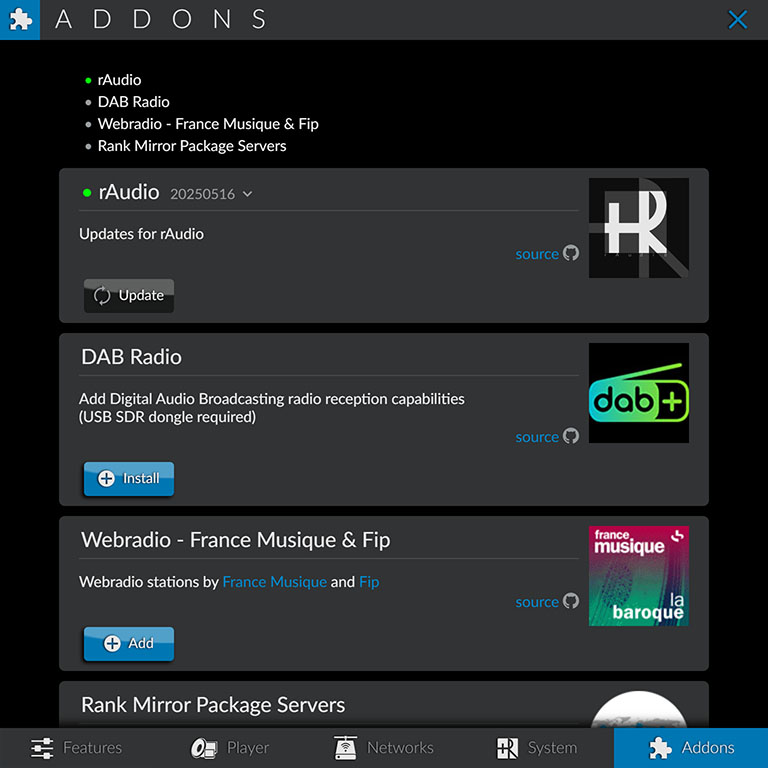 ADDONS
rAudio
DAB Radio
Webradio - France Musique & Fip
Rank Mirror Package Servers
rAudio 20250516
Updates for rAudio
source
Update
DAB Radio
Add Digital Audio Broadcasting radio reception capabilities
(USB SDR dongle required)
source
dab+
Install
Webradio - France Musique & Fip
france
musique
Webradio stations by France Musique and Fip
source
la
baroque
Add
Rank Mirror Package Servers
Features Player Networks System Addons